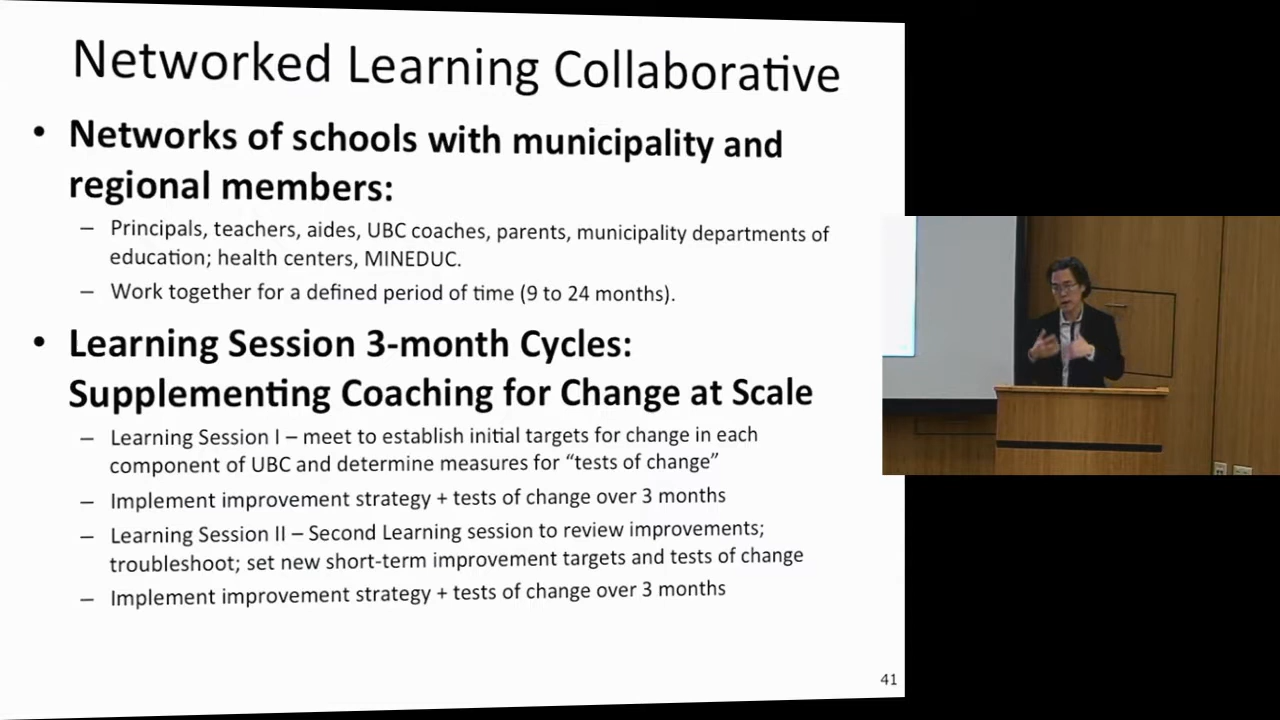 Networked Learning Collaborative
• Networks of schools with municipality and
regional members:
– Principals, teachers, aides, UBC coaches, parents, municipality departments of
education; health centers, MINEDUC.
– Work together for a defined period of time (9 to 24 months).
• Learning Session 3-month Cycles:
Supplementing Coaching for Change at Scale
– Learning Session I – meet to establish initial targets for change in each
component of UBC and determine measures for “tests of change”
– Implement improvement strategy + tests of change over 3 months
– Learning Session II – Second Learning session to review improvements;
troubleshoot; set new short-term improvement targets and tests of change
– Implement improvement strategy + tests of change over 3 months
41